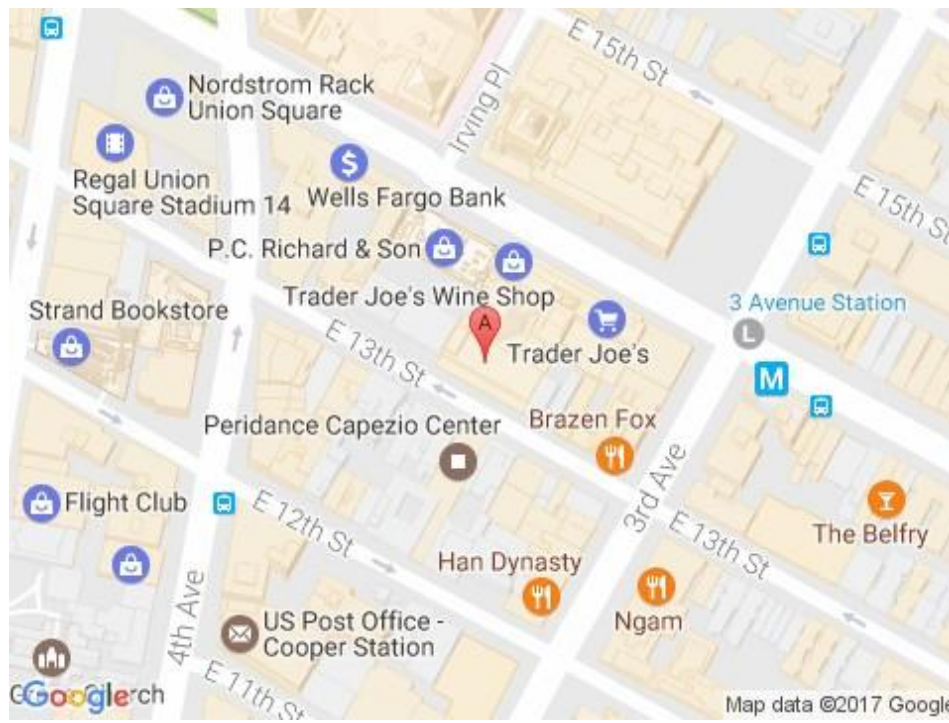 E 15th St
Nordstrom Rack
Union Square
Irving Pl
Regal Union
Square Stadium 14
$
Wells Fargo Bank
E 15th St
P.C. Richard & Son
Trader Joe's Wine Shop
Strand Bookstore
3 Avenue Station
L
A
Trader Joe's
E 13th St
M
Peridance Capezio Center
Brazen Fox
3rd Ave
Flight Club
E 12th St
E 13th St
The Belfry
Han Dynasty
4th Ave
US Post Office -
Cooper Station
Ngam
E 11th St
Google
Map data ©2017 Google